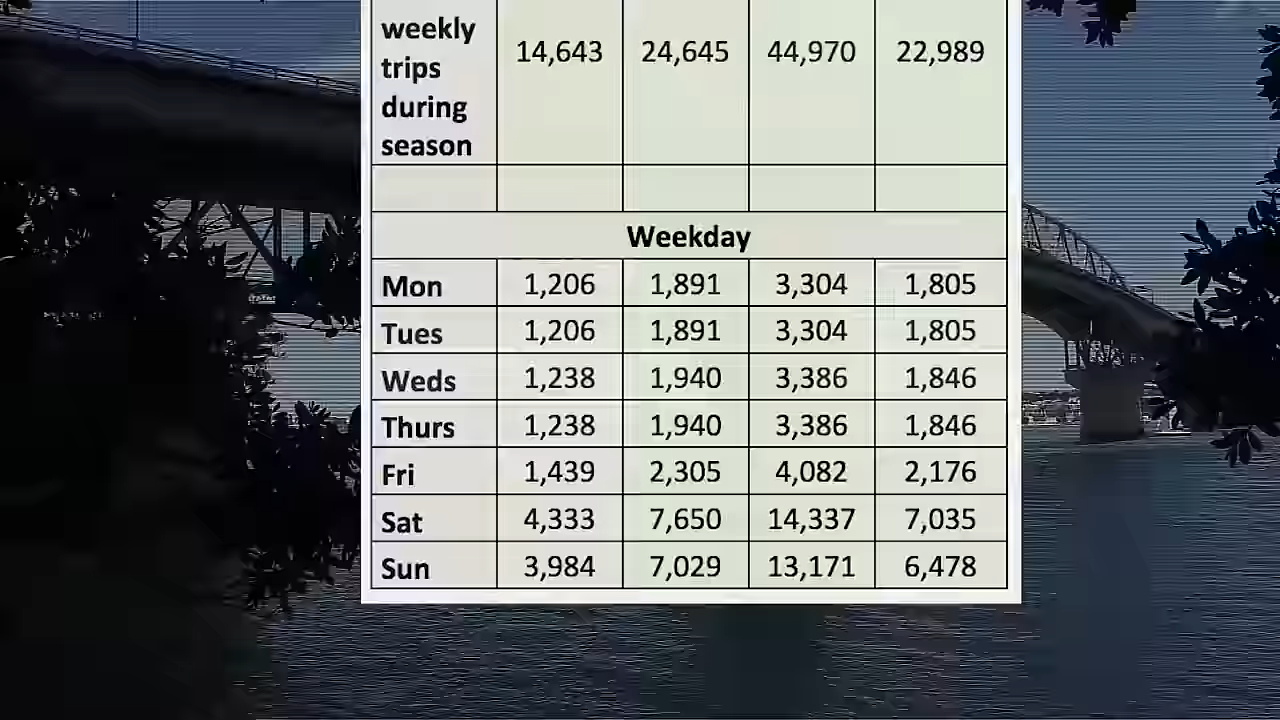 weekly trips during season 14,643 24,645 44,970 22,989
Weekday
Mon 1,206 1,891 3,304 1,805
Tues 1,206 1,891 3,304 1,805
Weds 1,238 1,940 3,386 1,846
Thurs 1,238 1,940 3,386 1,846
Fri 1,439 2,305 4,082 2,176
Sat 4,333 7,650 14,337 7,035
Sun 3,984 7,029 13,171 6,478